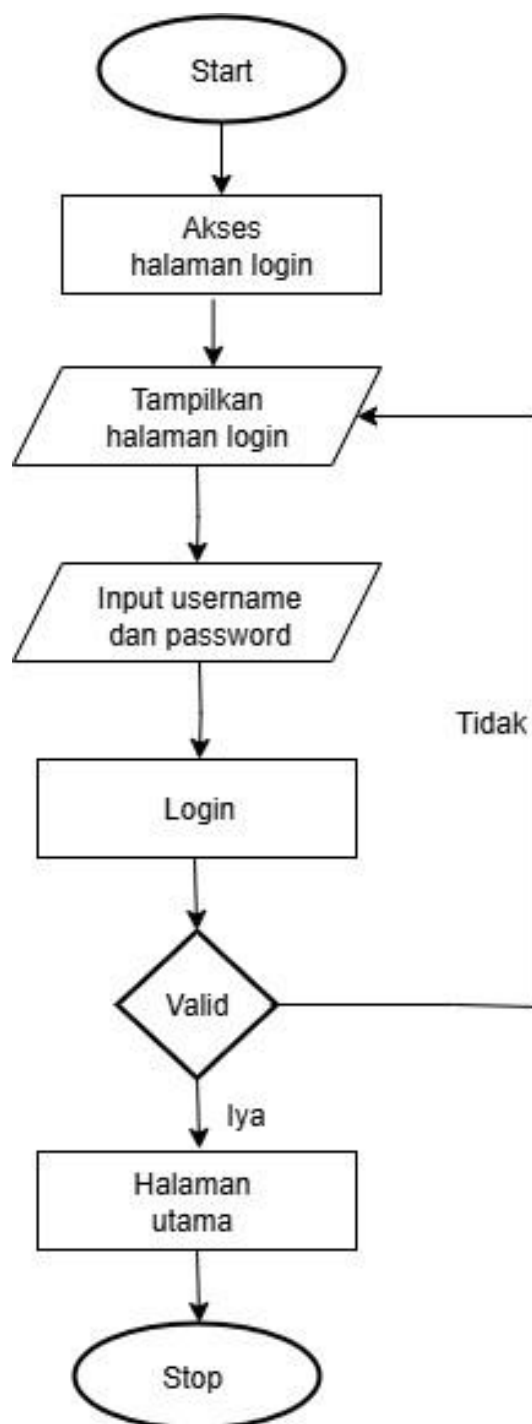 Start
Akses
halaman login
Tampilkan
halaman login
Input username
dan password
Tidak
Login
Valid
Iya
Halaman
utama
Stop